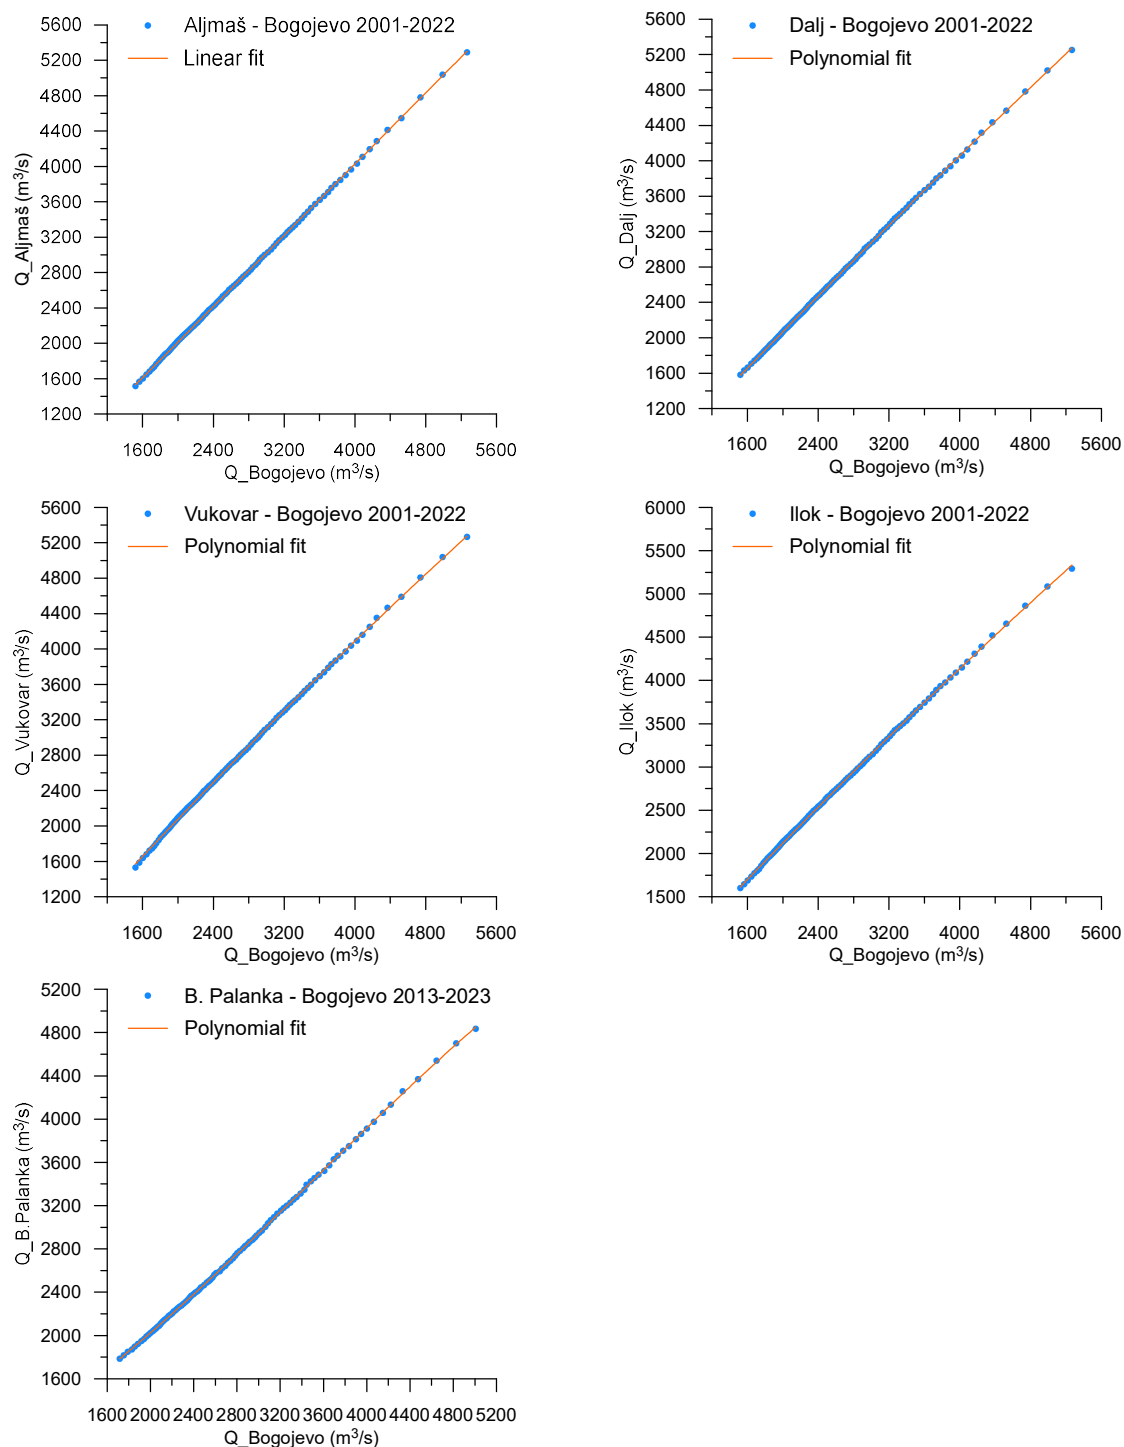 Aljmaš - Bogojevo 2001-2022
Linear fit
5600
5200
4800
4400
4000
3600
3200
2800
2400
2000
1600
1200
Q_Aljmaš (m³/s)
1600 2400 3200 4000 4800 5600
Q_Bogojevo (m³/s)
Dalj - Bogojevo 2001-2022
Polynomial fit
5600
5200
4800
4400
4000
3600
3200
2800
2400
2000
1600
1200
Q_Dalj (m³/s)
1600 2400 3200 4000 4800 5600
Q_Bogojevo (m³/s)
Vukovar - Bogojevo 2001-2022
Polynomial fit
5600
5200
4800
4400
4000
3600
3200
2800
2400
2000
1600
1200
Q_Vukovar (m³/s)
1600 2400 3200 4000 4800 5600
Q_Bogojevo (m³/s)
Ilok - Bogojevo 2001-2022
Polynomial fit
6000
5500
5000
4500
4000
3500
3000
2500
2000
1500
Q_Ilok (m³/s)
1600 2400 3200 4000 4800 5600
Q_Bogojevo (m³/s)
B. Palanka - Bogojevo 2013-2023
Polynomial fit
5200
4800
4400
4000
3600
3200
2800
2400
2000
1600
Q_B.Palanka (m³/s)
1600 2000 2400 2800 3200 3600 4000 4400 4800 5200
Q_Bogojevo (m³/s)